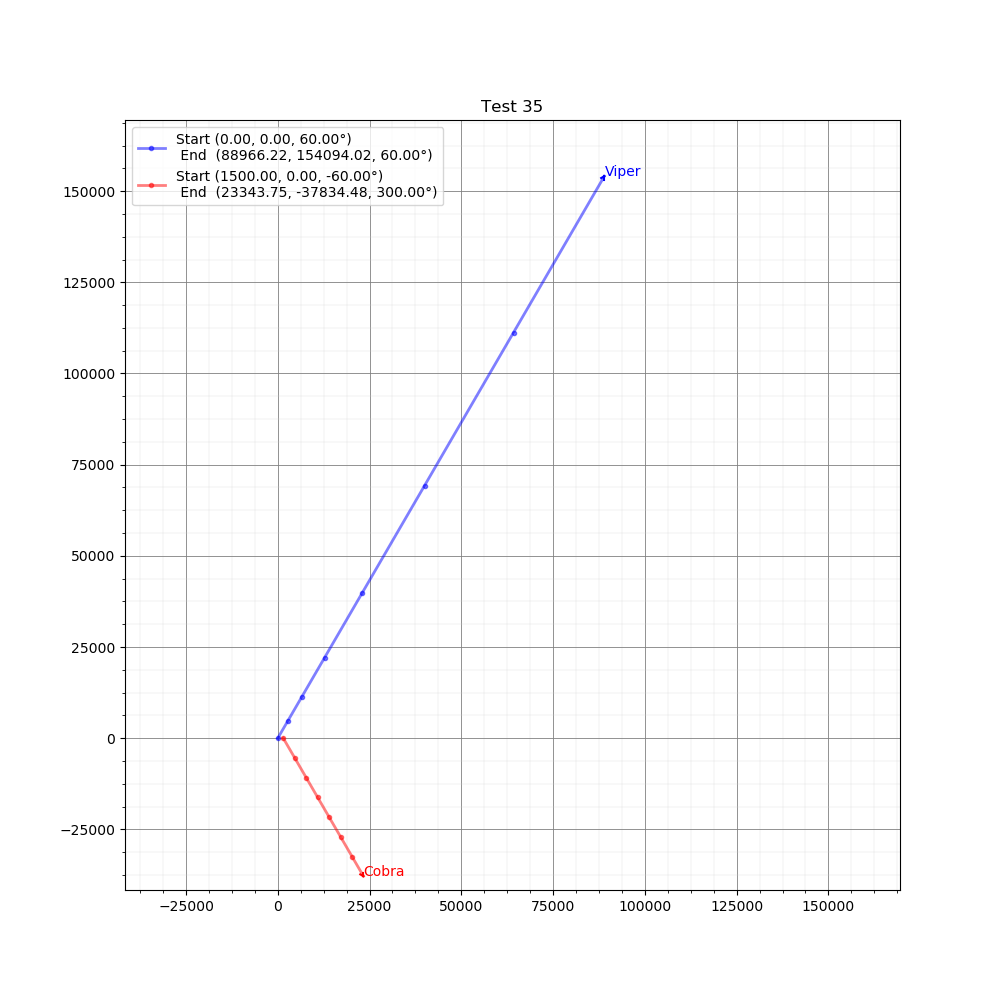 Test 35
Start (0.00, 0.00, 60.00°)
End  (88966.22, 154094.02, 60.00°)
Start (1500.00, 0.00, -60.00°)
End  (23343.75, -37834.48, 300.00°)
Viper
150000
125000
100000
75000
50000
25000
0
−25000
Cobra
−25000 0 25000 50000 75000 100000 125000 150000